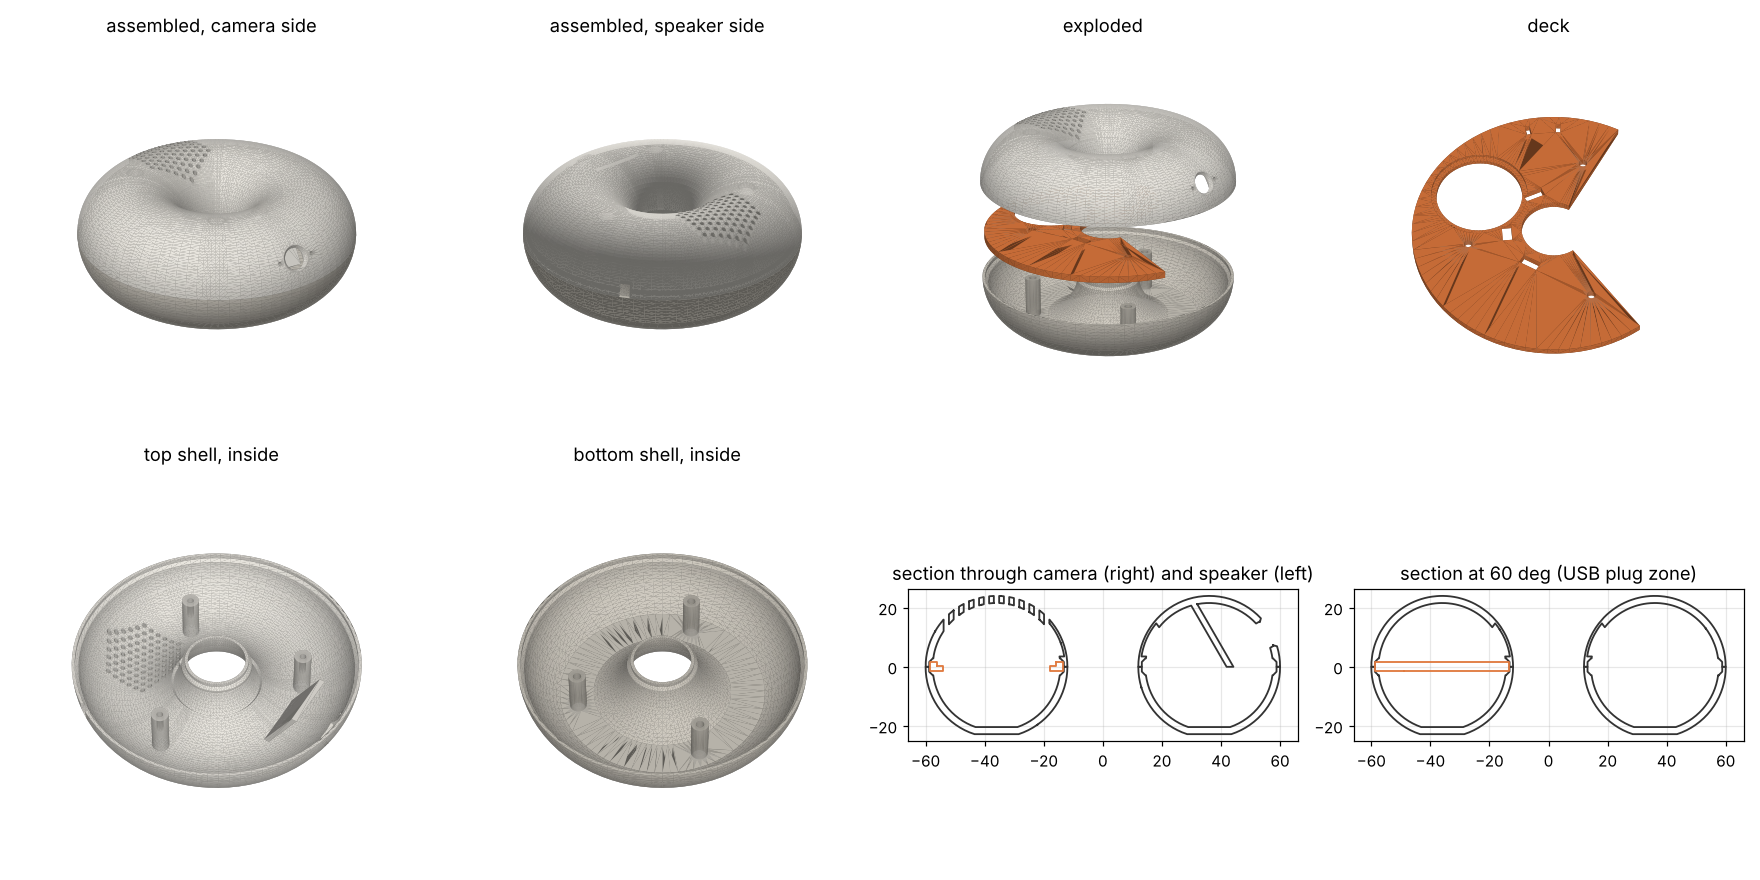 assembled, camera side
assembled, speaker side
exploded
deck
top shell, inside
bottom shell, inside
section through camera (right) and speaker (left)
20
0
−20
−60 −40 −20 0 20 40 60
section at 60 deg (USB plug zone)
20
0
−20
−60 −40 −20 0 20 40 60